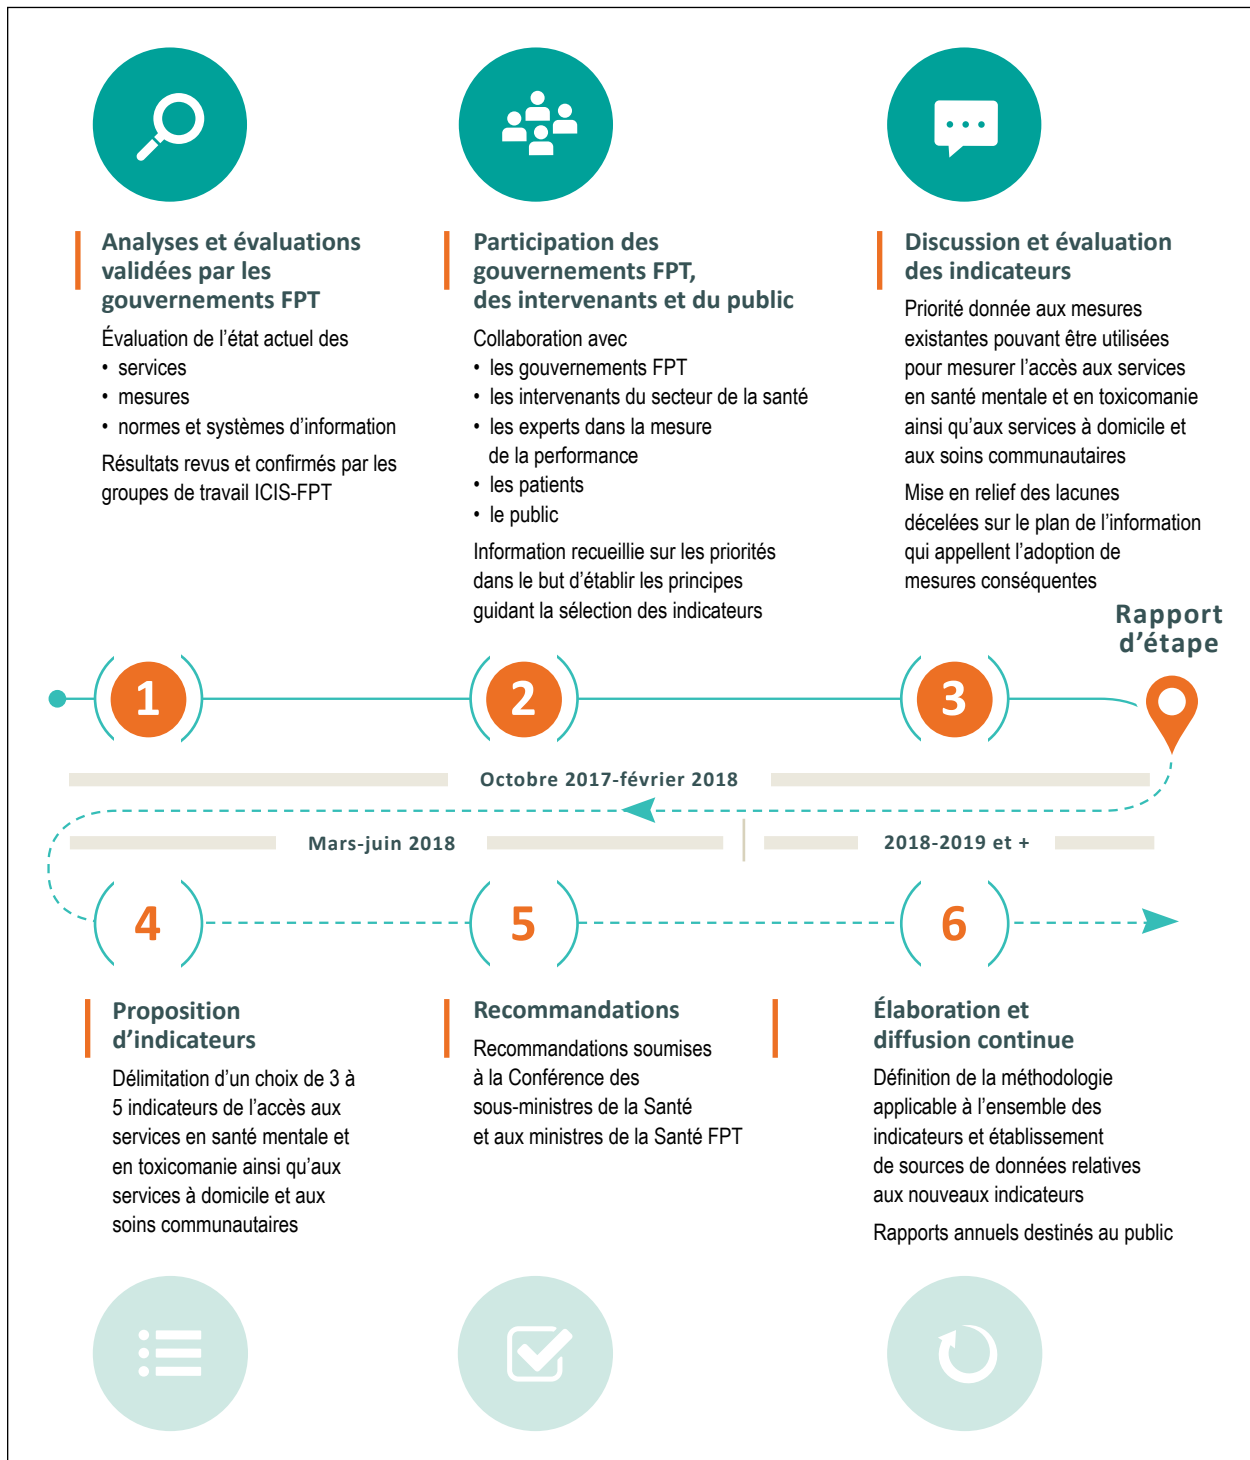 Analyses et évaluations
validées par les
gouvernements FPT
Évaluation de l’état actuel des
• services
• mesures
• normes et systèmes d’information
Résultats revus et confirmés par les
groupes de travail ICIS-FPT
Participation des
gouvernements FPT,
des intervenants et du public
Collaboration avec
• les gouvernements FPT
• les intervenants du secteur de la santé
• les experts dans la mesure
de la performance
• les patients
• le public
Information recueillie sur les priorités
dans le but d’établir les principes
guidant la sélection des indicateurs
Discussion et évaluation
des indicateurs
Priorité donnée aux mesures
existantes pouvant être utilisées
pour mesurer l’accès aux services
en santé mentale et en toxicomanie
ainsi qu’aux services à domicile et
aux soins communautaires
Mise en relief des lacunes
décelées sur le plan de l’information
qui appellent l’adoption de
mesures conséquentes
Rapport
d’étape
1
2
3
Octobre 2017-février 2018
Mars-juin 2018
2018-2019 et +
4
5
6
Proposition
d’indicateurs
Délimitation d’un choix de 3 à
5 indicateurs de l’accès aux
services en santé mentale et
en toxicomanie ainsi qu’aux
services à domicile et aux
soins communautaires
Recommandations
Recommandations soumises
à la Conférence des
sous-ministres de la Santé
et aux ministres de la Santé FPT
Élaboration et
diffusion continue
Définition de la méthodologie
applicable à l’ensemble des
indicateurs et établissement
de sources de données relatives
aux nouveaux indicateurs
Rapports annuels destinés au public